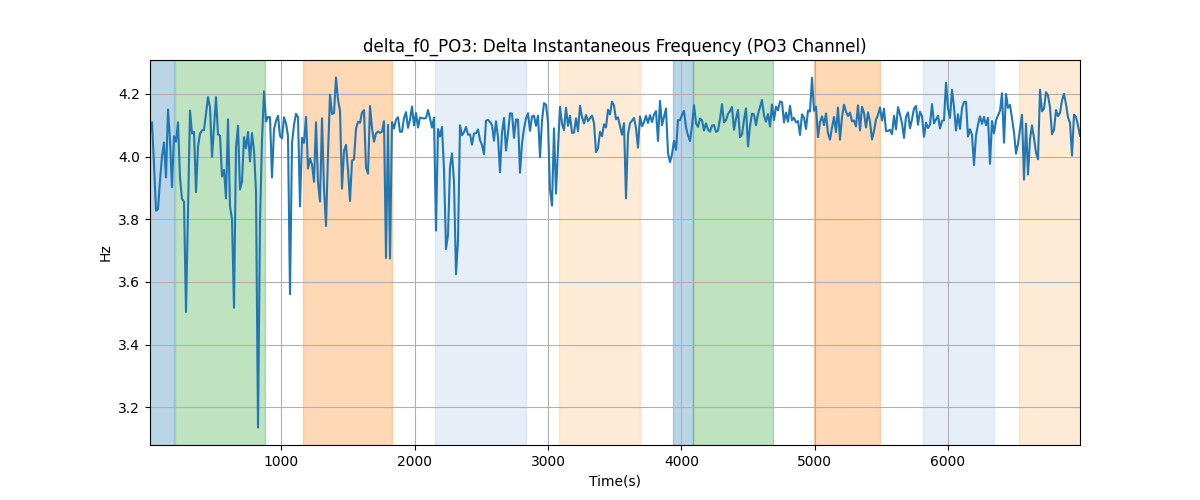 delta_f0_PO3: Delta Instantaneous Frequency (PO3 Channel)
4.2
4.0
3.8
3.6
3.4
3.2
Hz
1000 2000 3000 4000 5000 6000
Time(s)